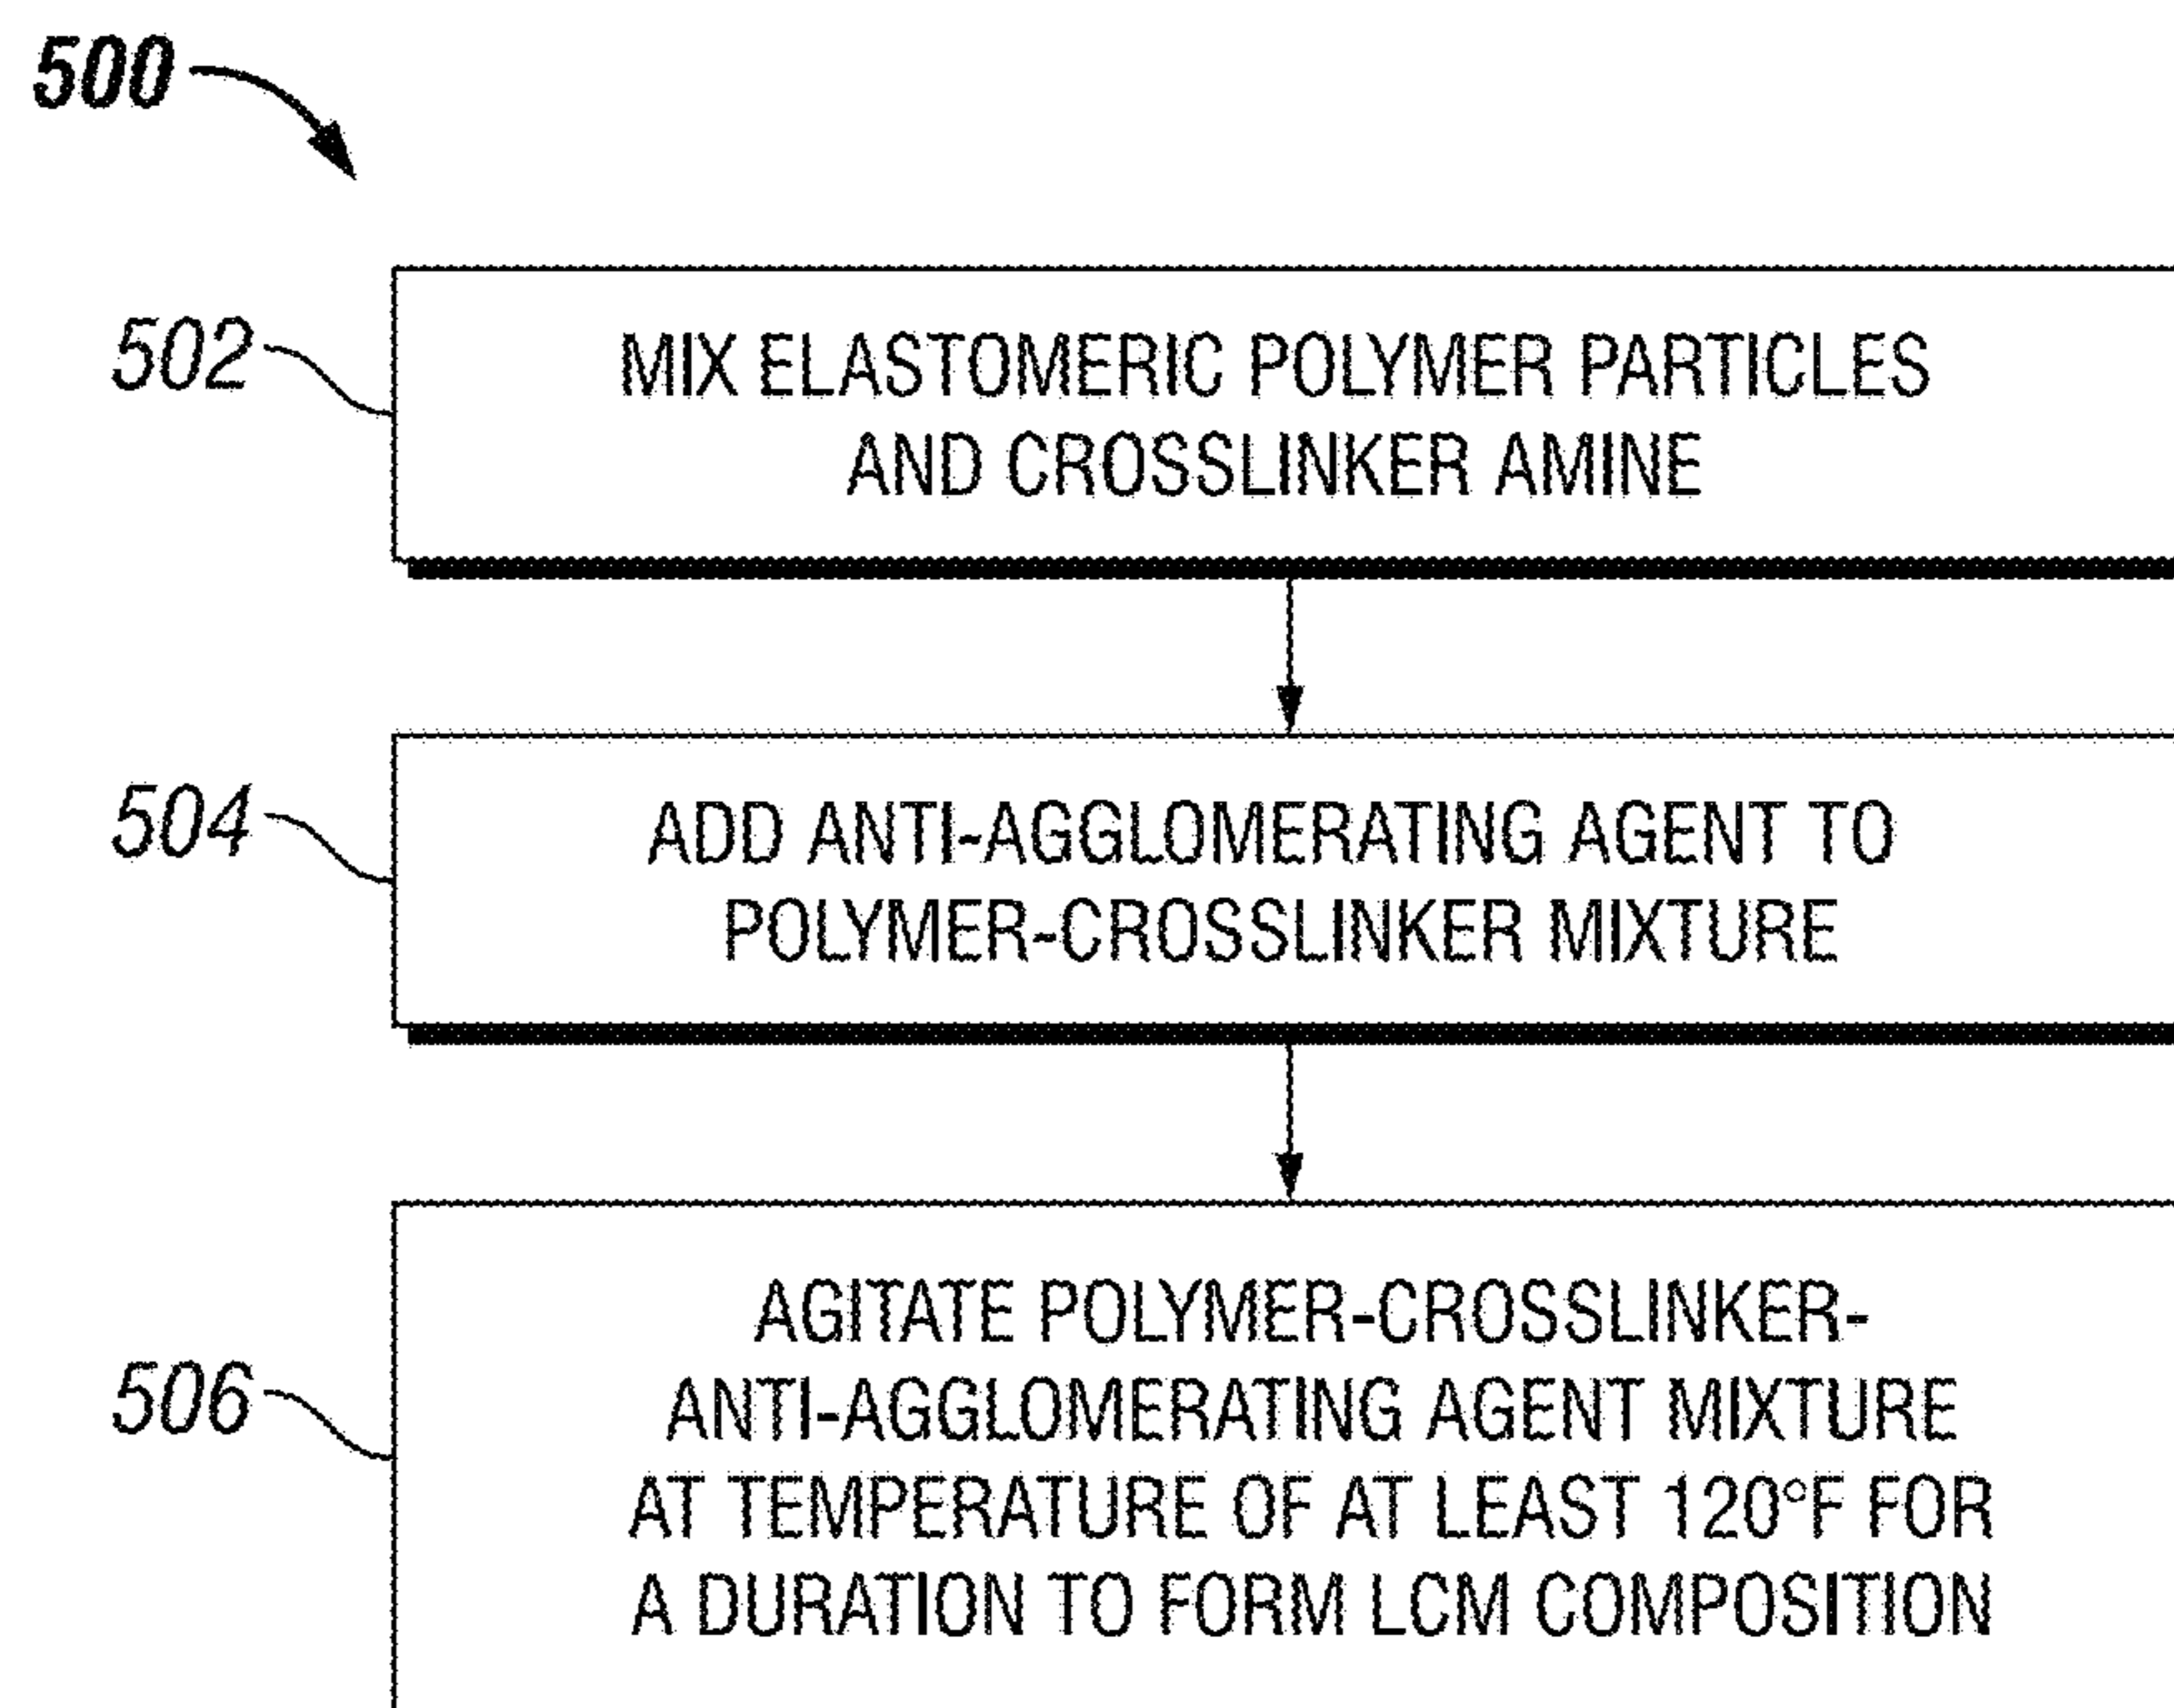 500
502
MIX ELASTOMERIC POLYMER PARTICLES
AND CROSSLINKER AMINE
504
ADD ANTI-AGGLOMERATING AGENT TO
POLYMER-CROSSLINKER MIXTURE
506
AGITATE POLYMER-CROSSLINKER-
ANTI-AGGLOMERATING AGENT MIXTURE
AT TEMPERATURE OF AT LEAST 120°F FOR
A DURATION TO FORM LCM COMPOSITION